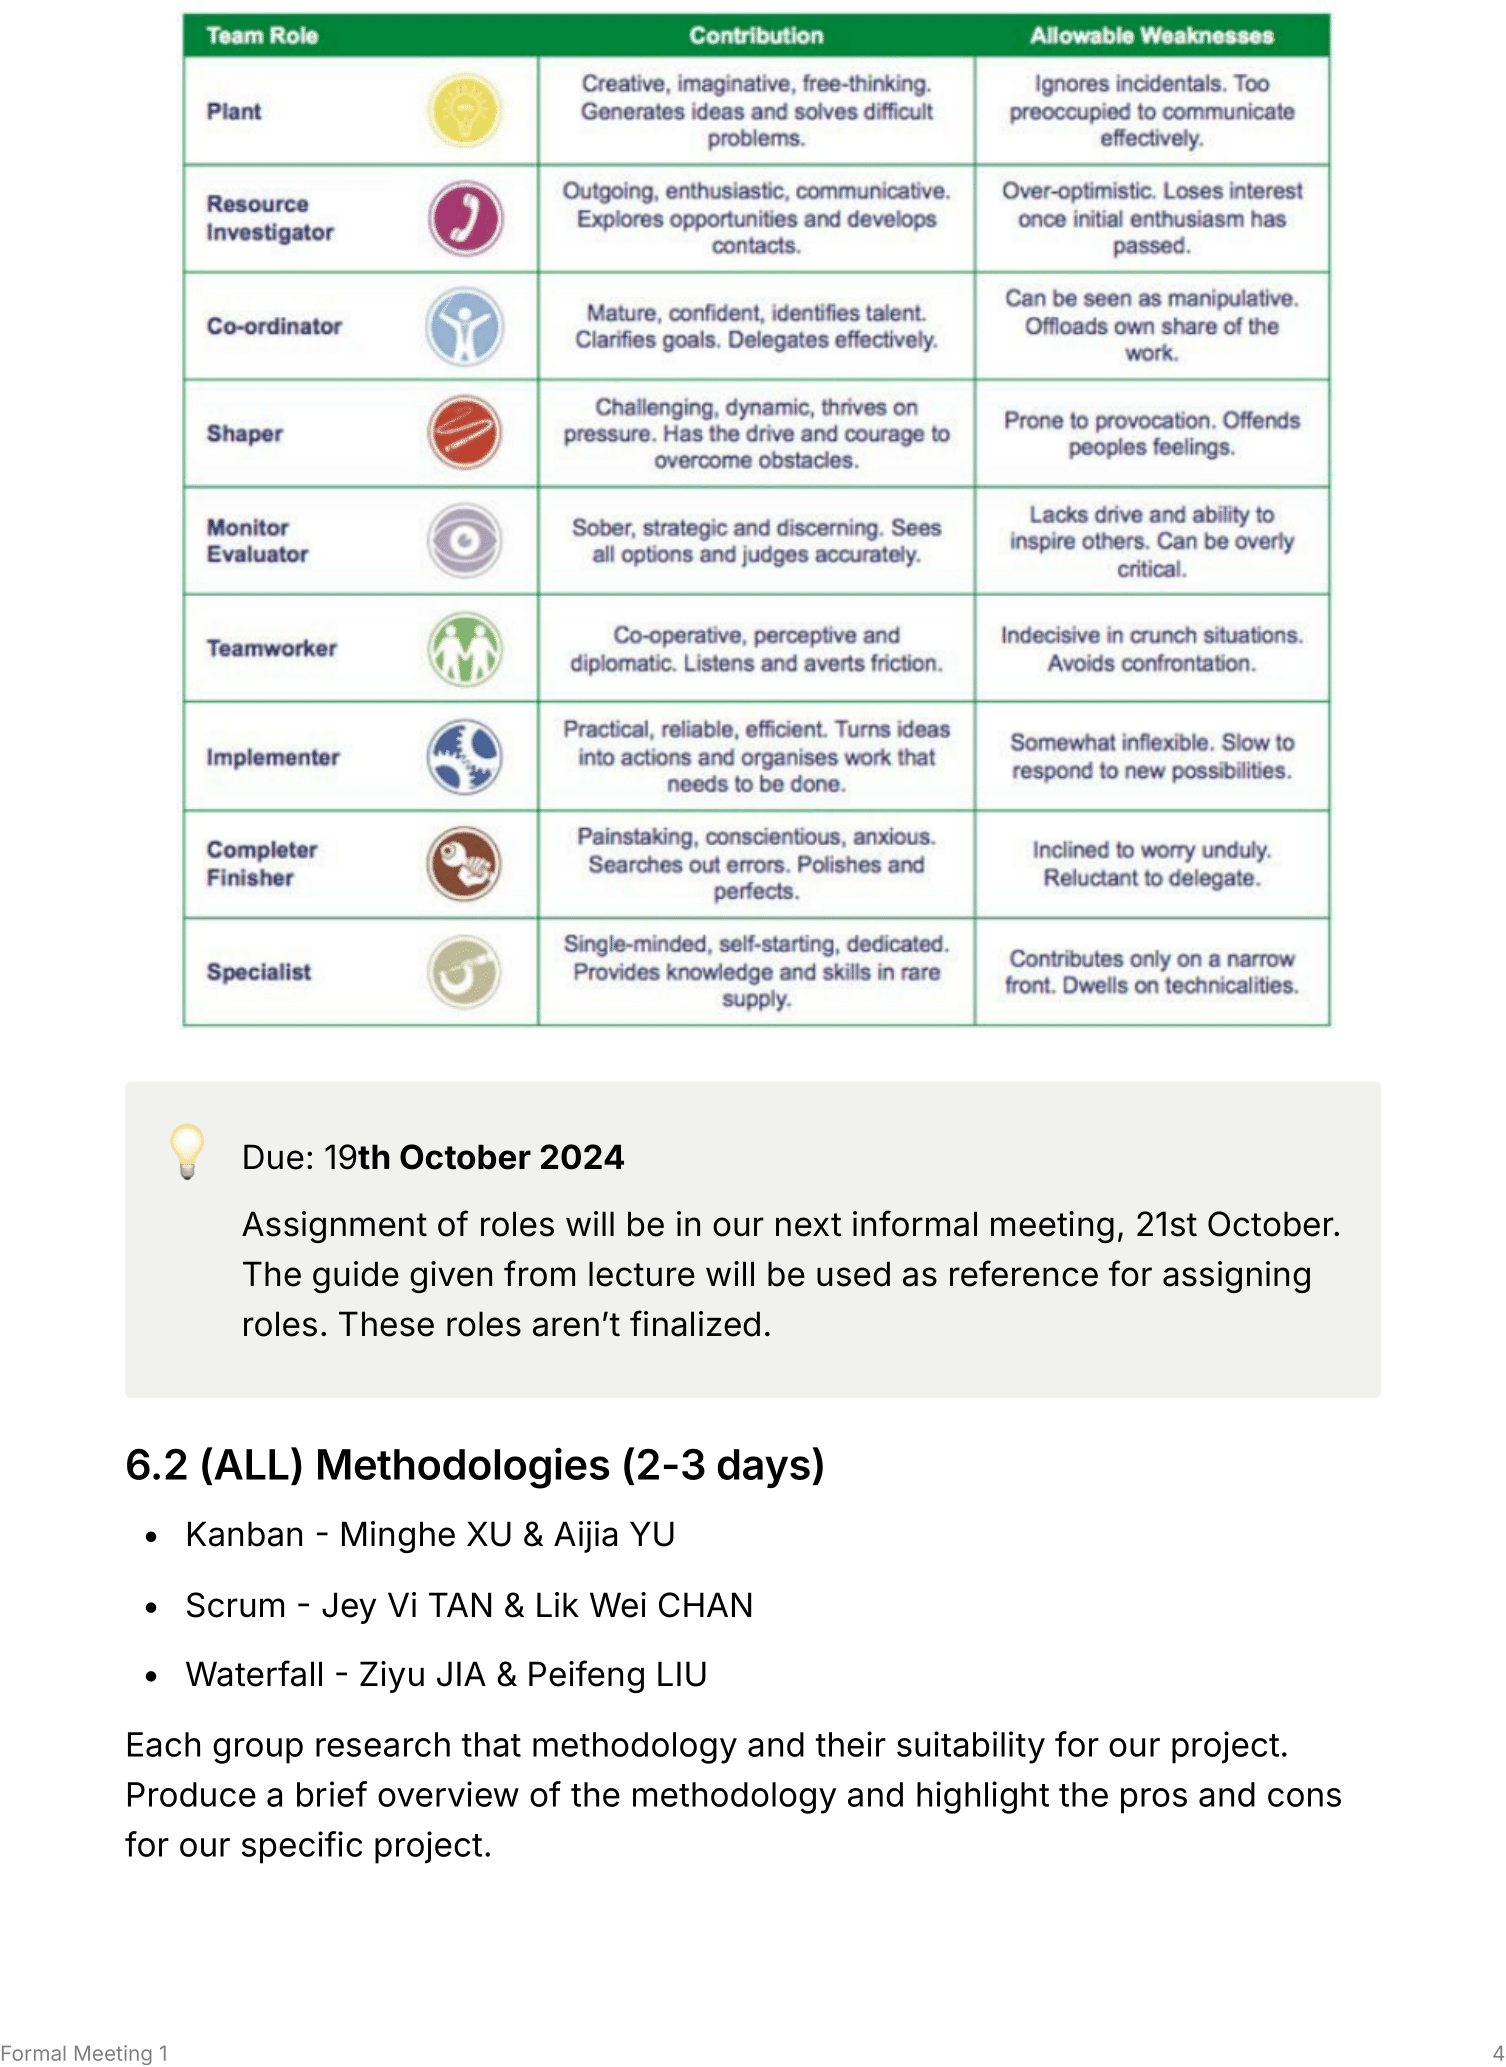 Team Role Contribution Allowable Weaknesses
Plant
Creative, imaginative, free-thinking.
Generates ideas and solves difficult
problems.
Ignores incidentals. Too
preoccupied to communicate
effectively.
Resource
Investigator
Outgoing, enthusiastic, communicative.
Explores opportunities and develops
contacts.
Over-optimistic. Loses interest
once initial enthusiasm has
passed.
Co-ordinator
Mature, confident, identifies talent.
Clarifies goals. Delegates effectively.
Can be seen as manipulative.
Offloads own share of the
work.
Shaper
Challenging, dynamic, thrives on
pressure. Has the drive and courage to
overcome obstacles.
Prone to provocation. Offends
peoples feelings.
Monitor
Evaluator
Sober, strategic and discerning. Sees
all options and judges accurately.
Lacks drive and ability to
inspire others. Can be overly
critical.
Teamworker
Co-operative, perceptive and
diplomatic. Listens and averts friction.
Indecisive in crunch situations.
Avoids confrontation.
Implementer
Practical, reliable, efficient. Turns ideas
into actions and organises work that
needs to be done.
Somewhat inflexible. Slow to
respond to new possibilities.
Completer
Finisher
Painstaking, conscientious, anxious.
Searches out errors. Polishes and
perfects.
Inclined to worry unduly.
Reluctant to delegate.
Specialist
Single-minded, self-starting, dedicated.
Provides knowledge and skills in rare
supply.
Contributes only on a narrow
front. Dwells on technicalities.
Due: 19th October 2024
Assignment of roles will be in our next informal meeting, 21st October.
The guide given from lecture will be used as reference for assigning
roles. These roles aren’t finalized.
6.2 (ALL) Methodologies (2-3 days)
• Kanban - Minghe XU & Aijia YU
• Scrum - Jey Vi TAN & Lik Wei CHAN
• Waterfall - Ziyu JIA & Peifeng LIU
Each group research that methodology and their suitability for our project.
Produce a brief overview of the methodology and highlight the pros and cons
for our specific project.
Formal Meeting 1 4